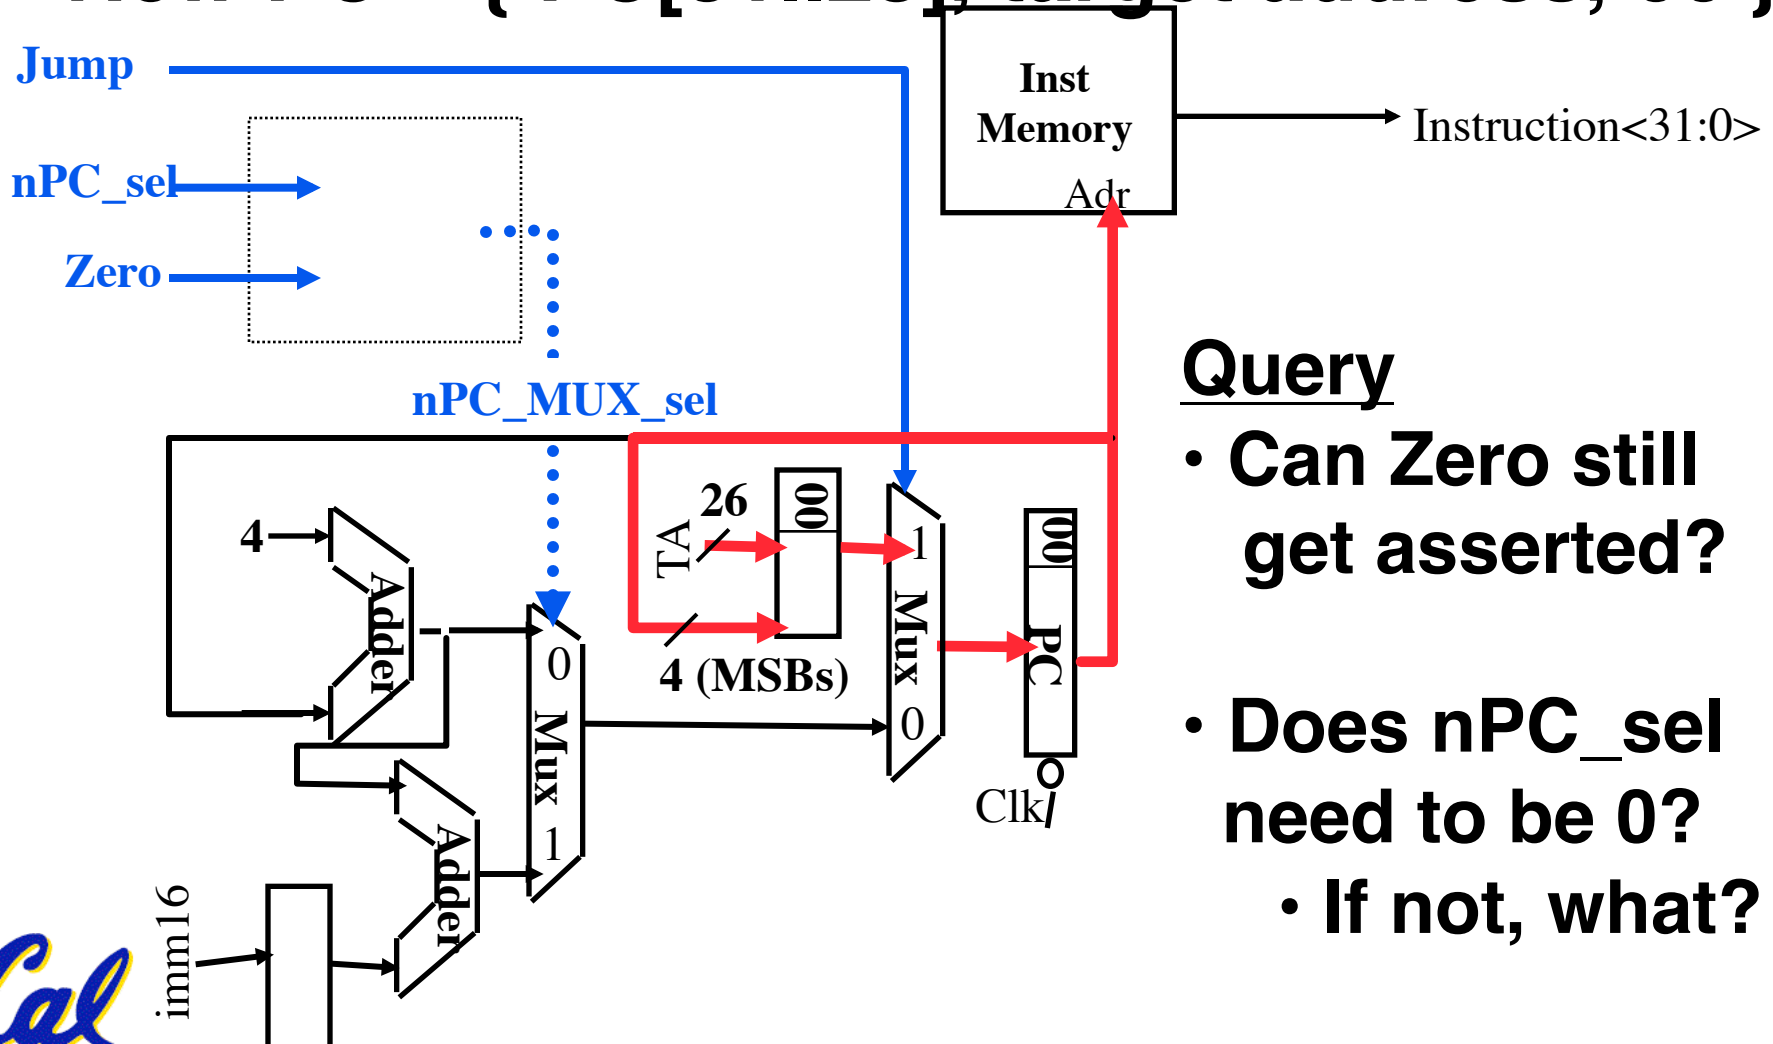 Jump
Inst
Memory
Adr
Instruction<31:0>
nPC_sel
Zero
nPC_MUX_sel
Query
• Can Zero still
get asserted?
• Does nPC_sel
need to be 0?
• If not, what?
4
Adder
0
Mux
1
TA
26
00
4 (MSBs)
1
Mux
0
00
PC
Clk
Adder
imm16
Cal